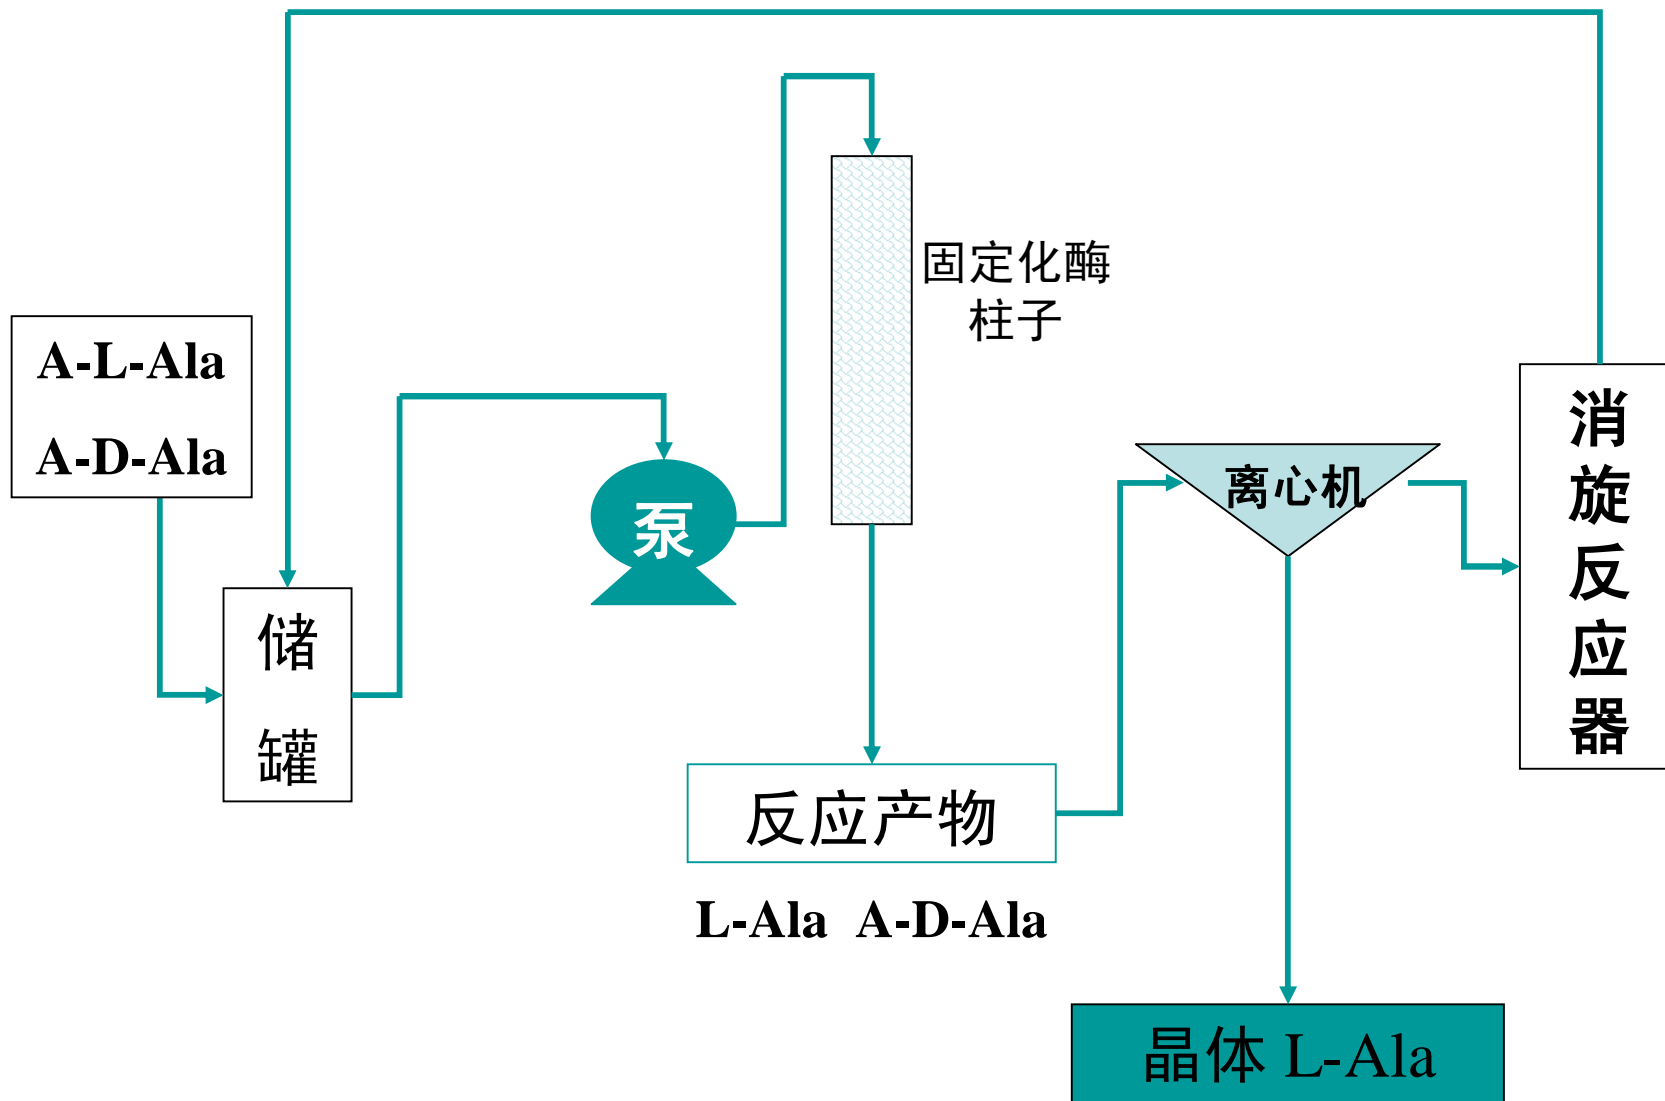 A-L-Ala
A-D-Ala
储
罐
泵
固定化酶
柱子
反应产物
L-Ala A-D-Ala
离心机
晶体 L-Ala
消
旋
反
应
器